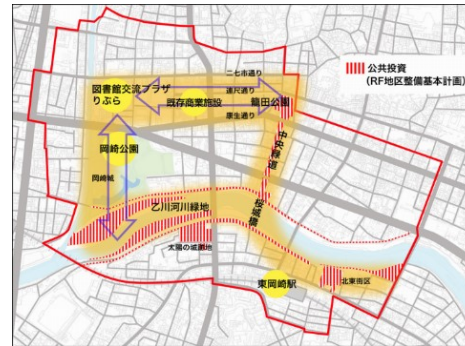 公共投資
（RF地区整備基本計画）
二七市通り
図書館交流プラザ
りぶら
連尺通り
既存商業施設
籠田公園
康生通り
中央緑道
岡崎公園
岡崎城
乙川河川緑地
桜城橋
太陽の城跡地
東岡崎駅
北東街区